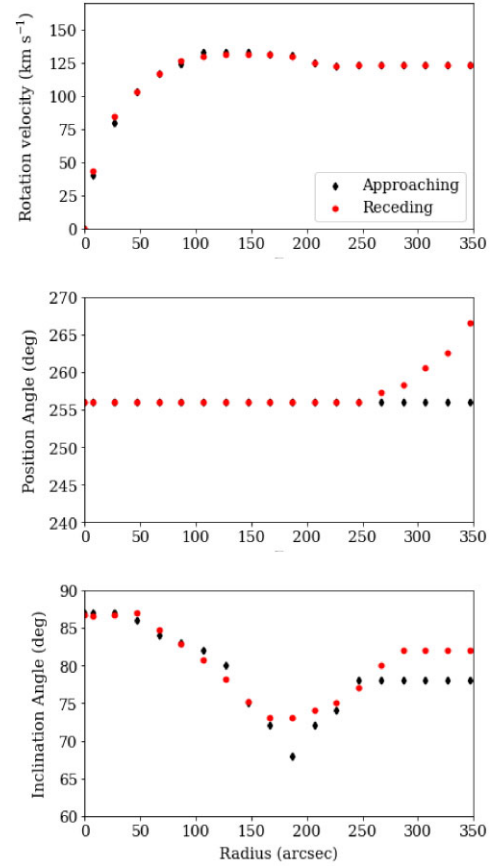 Rotation velocity (km s⁻¹)
150
125
100
75
50
25
0
Approaching
Receding
0 50 100 150 200 250 300 350
Position Angle (deg)
270
265
260
255
250
245
240
0 50 100 150 200 250 300 350
Inclination Angle (deg)
90
85
80
75
70
65
60
0 50 100 150 200 250 300 350
Radius (arcsec)